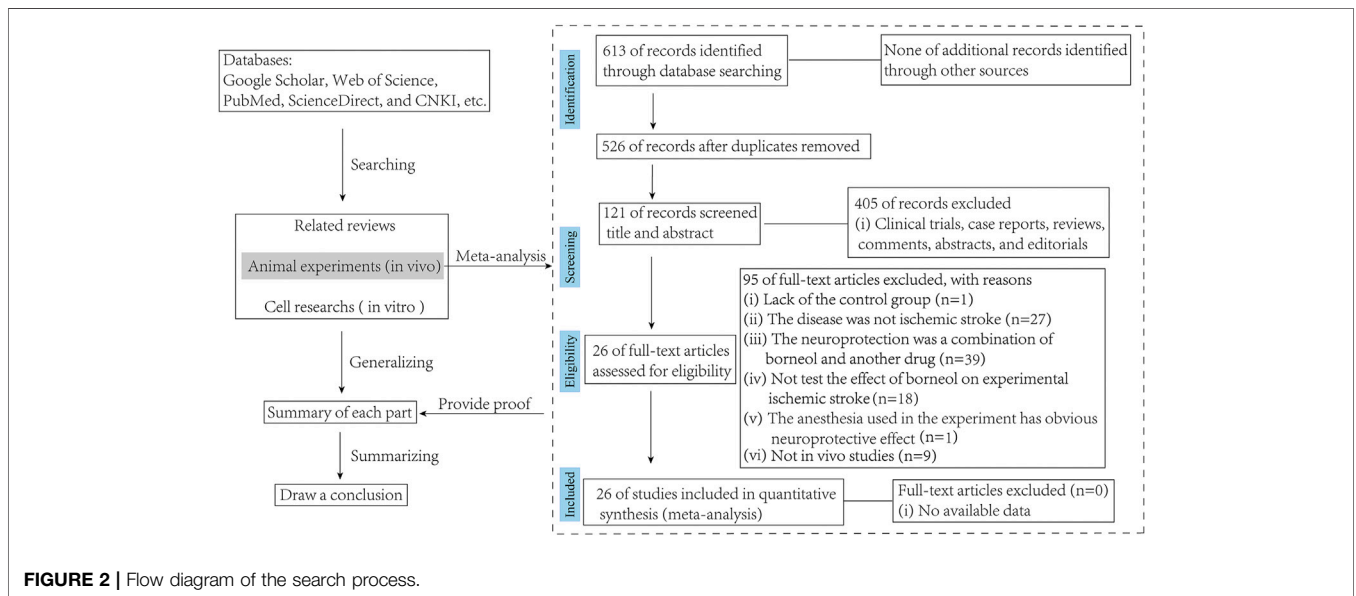 Databases:
Google Scholar, Web of Science,
PubMed, ScienceDirect, and CNKI, etc.
Searching
Related reviews
Animal experiments (in vivo)
Cell researchs ( in vitro )
Meta-analysis
Generalizing
Summary of each part
Provide proof
Summarizing
Draw a conclusion
Identification
613 of records identified
through database searching
None of additional records identified
through other sources
526 of records after duplicates removed
Screening
121 of records screened
title and abstract
405 of records excluded
(i) Clinical trials, case reports, reviews,
comments, abstracts, and editorials
Eligibility
26 of full-text articles
assessed for eligibility
95 of full-text articles excluded, with reasons
(i) Lack of the control group (n=1)
(ii) The disease was not ischemic stroke (n=27)
(iii) The neuroprotection was a combination of
borneol and another drug (n=39)
(iv) Not test the effect of borneol on experimental
ischemic stroke (n=18)
(v) The anesthesia used in the experiment has obvious
neuroprotective effect (n=1)
(vi) Not in vivo studies (n=9)
Included
26 of studies included in quantitative
synthesis (meta-analysis)
Full-text articles excluded (n=0)
(i) No available data
FIGURE 2 | Flow diagram of the search process.